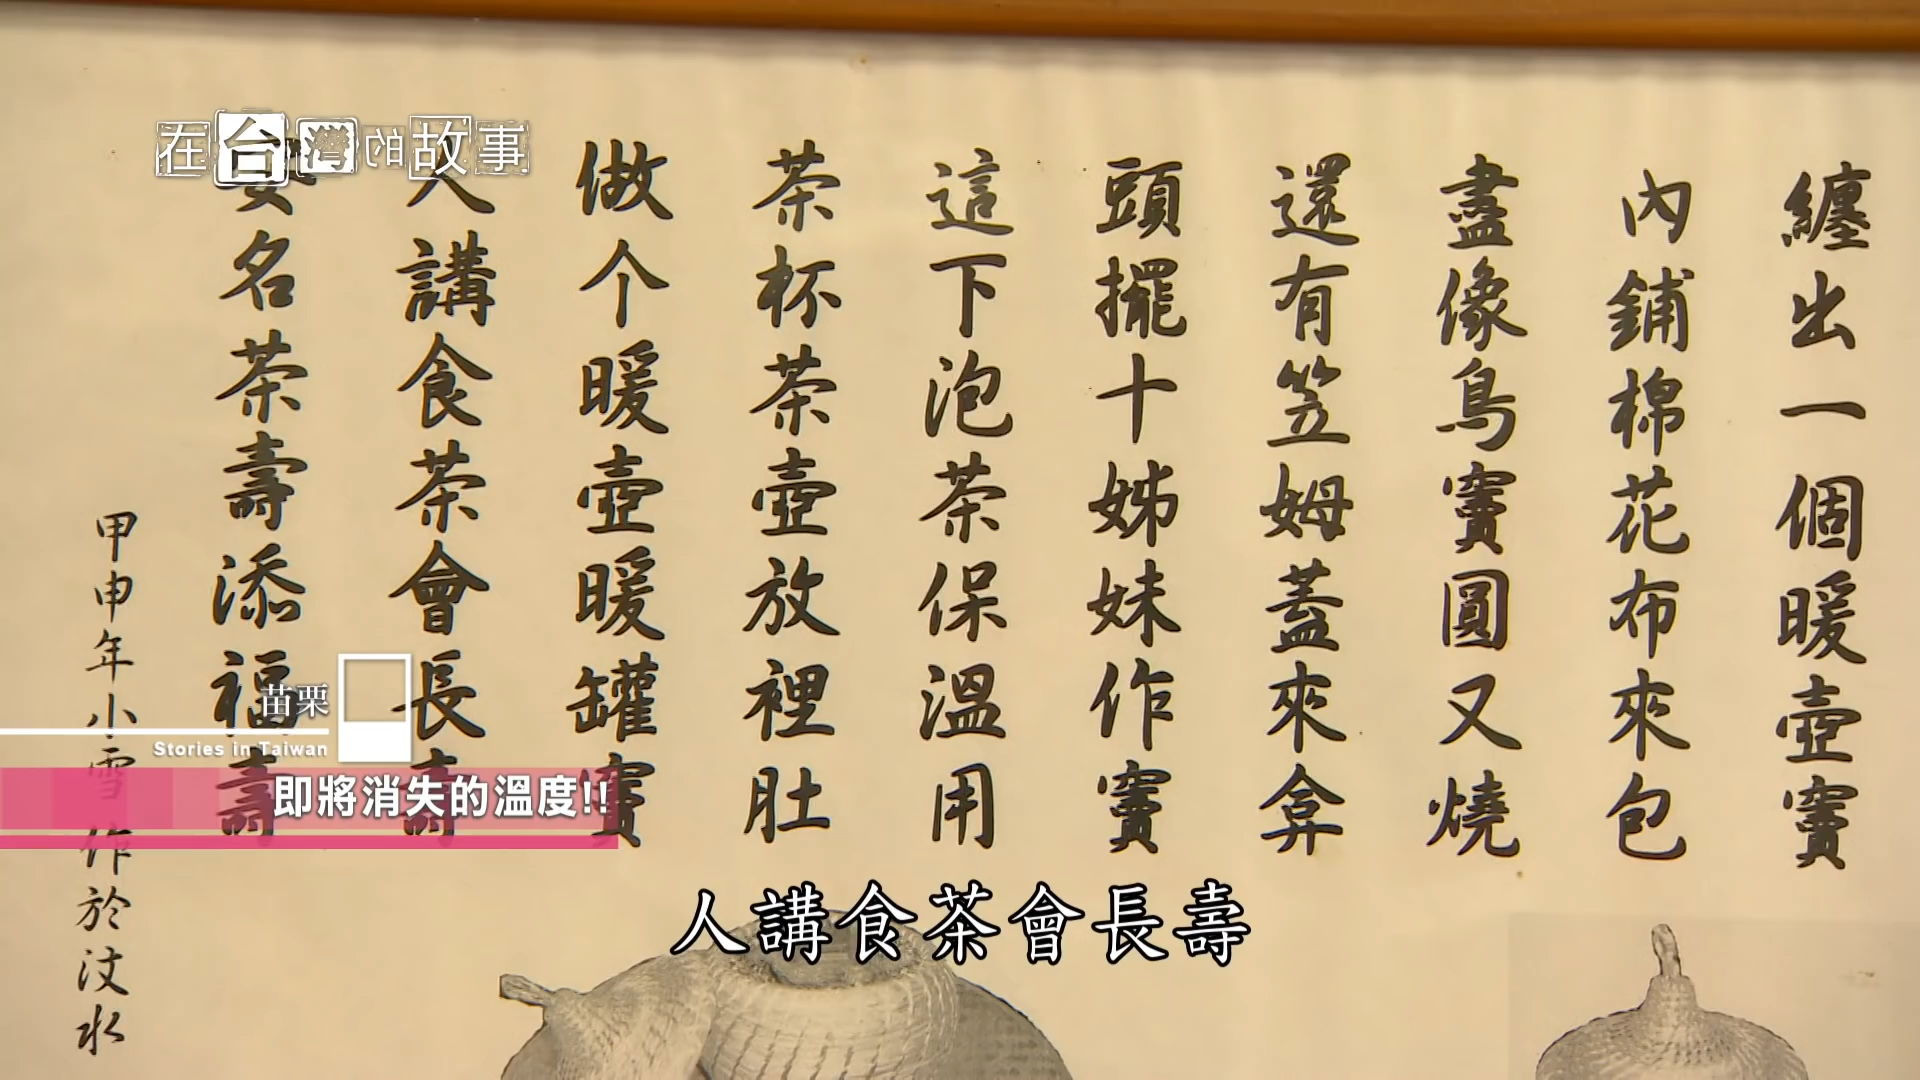 在台灣的故事
纏出一個暖壺竇
內鋪棉花布來包
盡像鳥竇圓又燒
還有笠姆蓋來弇
頭擺十姊妹作竇
這下泡茶保溫用
茶杯茶壺放裡肚
做个暖壺暖罐竇
人講食茶會長壽
安名茶壽添福壽
甲申年小雪作於汶水
苗栗
Stories in Taiwan
即將消失的溫度!!
人講食茶會長壽